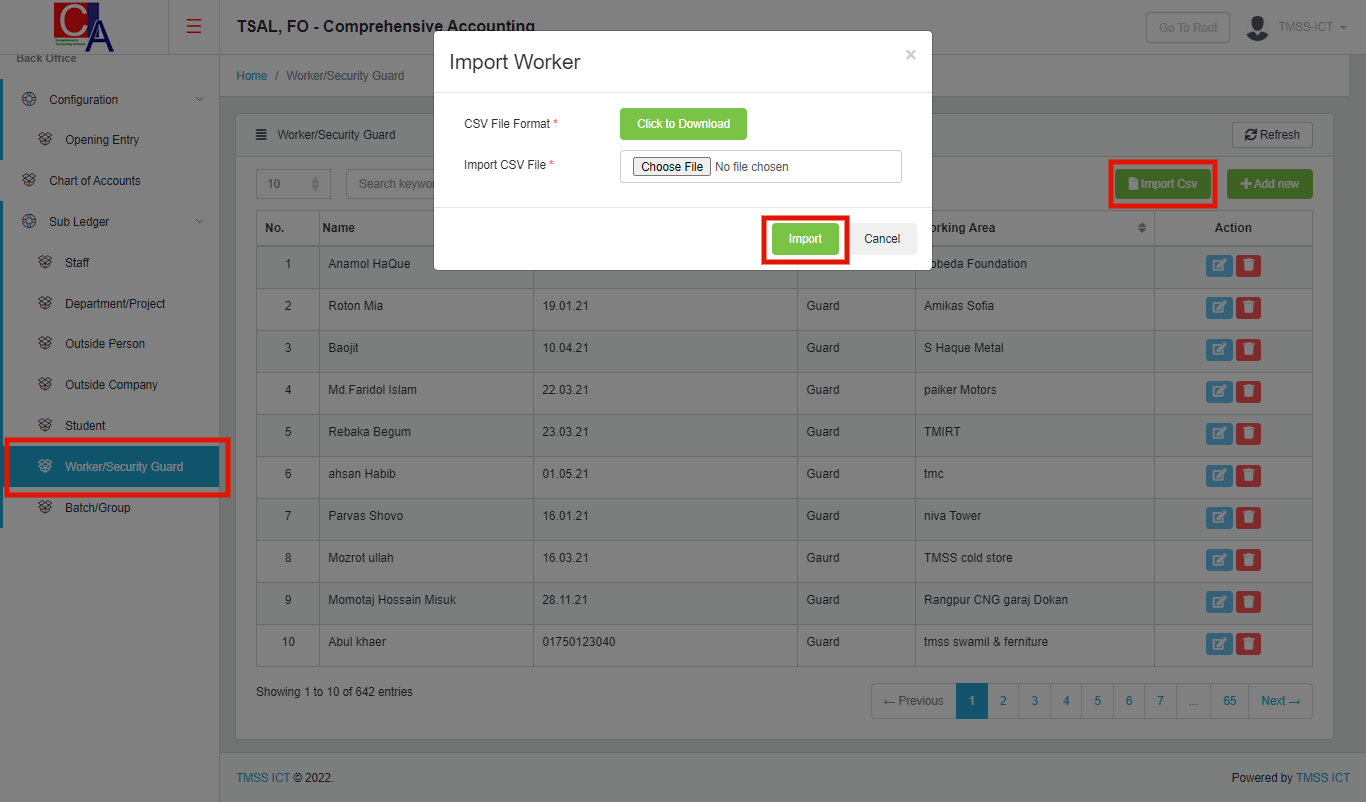 CA
TSAL, FO - Comprehensive Accounting
Go To Root
TMSS-ICT
Back Office
Configuration
Opening Entry
Chart of Accounts
Sub Ledger
Staff
Department/Project
Outside Person
Outside Company
Student
Worker/Security Guard
Batch/Group
Home / Worker/Security Guard
Worker/Security Guard
Refresh
10
Search keywor
Import Csv
Add new
Import Worker
×
CSV File Format *
Click to Download
Import CSV File *
Choose File No file chosen
Import
Cancel
No. Name orking Area Action
1 Anamol HaQue obeda Foundation
2 Roton Mia 19.01.21 Guard Amikas Sofia
3 Baojit 10.04.21 Guard S Haque Metal
4 Md.Faridol Islam 22.03.21 Guard paiker Motors
5 Rebaka Begum 23.03.21 Guard TMIRT
6 ahsan Habib 01.05.21 Guard tmc
7 Parvas Shovo 16.01.21 Guard niva Tower
8 Mozrot ullah 16.03.21 Gaurd TMSS cold store
9 Momotaj Hossain Misuk 28.11.21 Guard Rangpur CNG garaj Dokan
10 Abul khaer 01750123040 Guard tmss swamil & ferniture
Showing 1 to 10 of 642 entries
← Previous 1 2 3 4 5 6 7 ... 65 Next →
TMSS ICT © 2022.
Powered by TMSS ICT